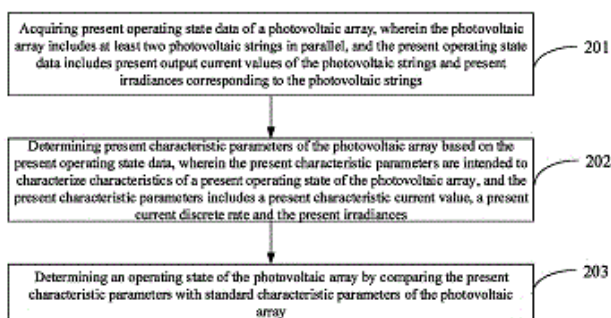 Acquiring present operating state data of a photovoltaic array, wherein the photovoltaic
array includes at least two photovoltaic strings in parallel, and the present operating state
data includes present output current values of the photovoltaic strings and present
irradiances corresponding to the photovoltaic strings
201
Determining present characteristic parameters of the photovoltaic array based on the
present operating state data, wherein the present characteristic parameters are intended to
characterize characteristics of a present operating state of the photovoltaic array, and the
present characteristic parameters includes a present characteristic current value, a present
current discrete rate and the present irradiances
202
Determining an operating state of the photovoltaic array by comparing the present
characteristic parameters with standard characteristic parameters of the photovoltaic
array
203